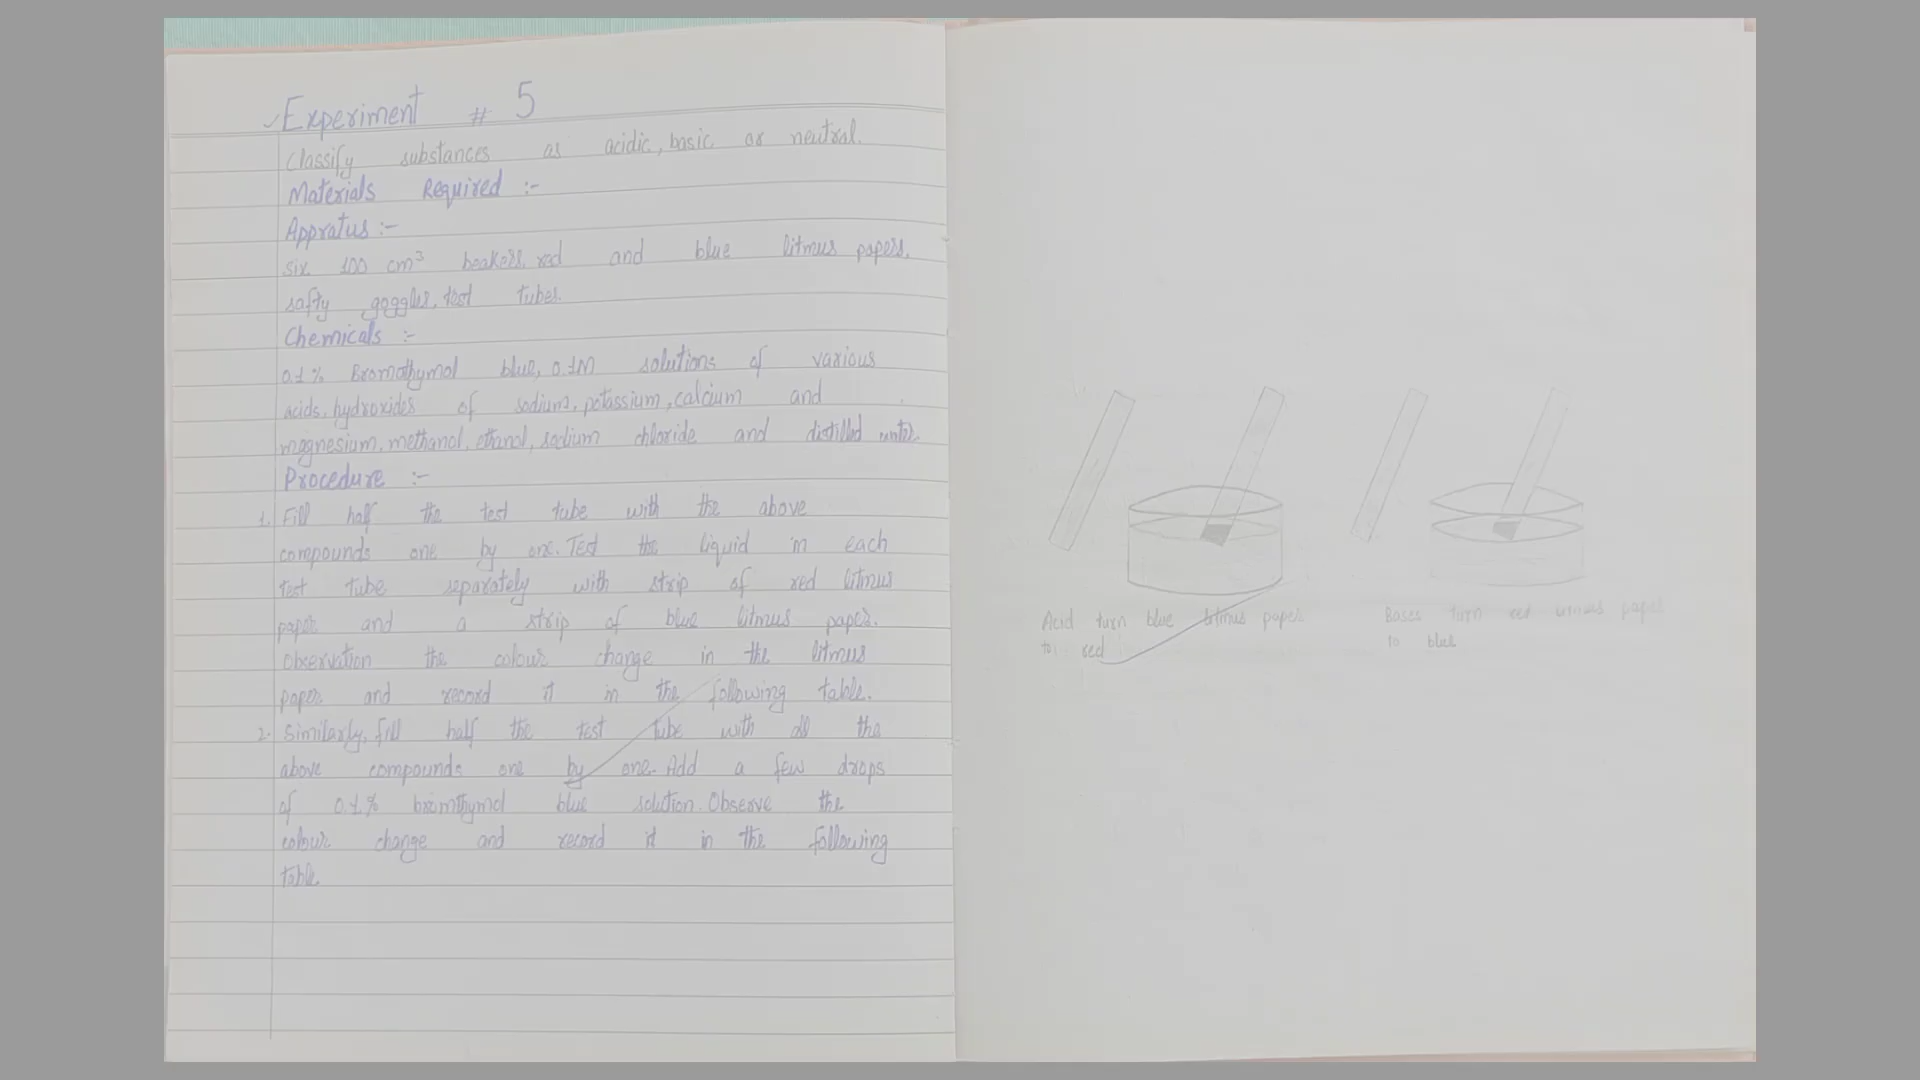 Experiment # 5
Classify substances as acidic, basic or neutral.
Materials Required :-
Appratus :-
six 100 cm³ beakers, red and blue litmus papers,
safty goggles, test tubes.
Chemicals :-
0.1% Bromothymol blue, 0.1M solutions of various
acids, hydroxides of sodium, potassium, calcium and
magnesium, methanol, ethanol, sodium chloride and distilled water.
Procedure :-
1. Fill half the test tube with the above
compounds one by one. Test the liquid in each
test tube separately with strip of red litmus
paper and a strip of blue litmus paper.
Observation the colour change in the litmus
paper and record it in the following table.
2. Similarly, fill half the test tube with all the
above compounds one by one. Add a few drops
of 0.1% bromthymol blue solution. Observe the
colour change and record it in the following
table.
Acid turn blue litmus paper
to red
Bases turn red litmus paper
to blue